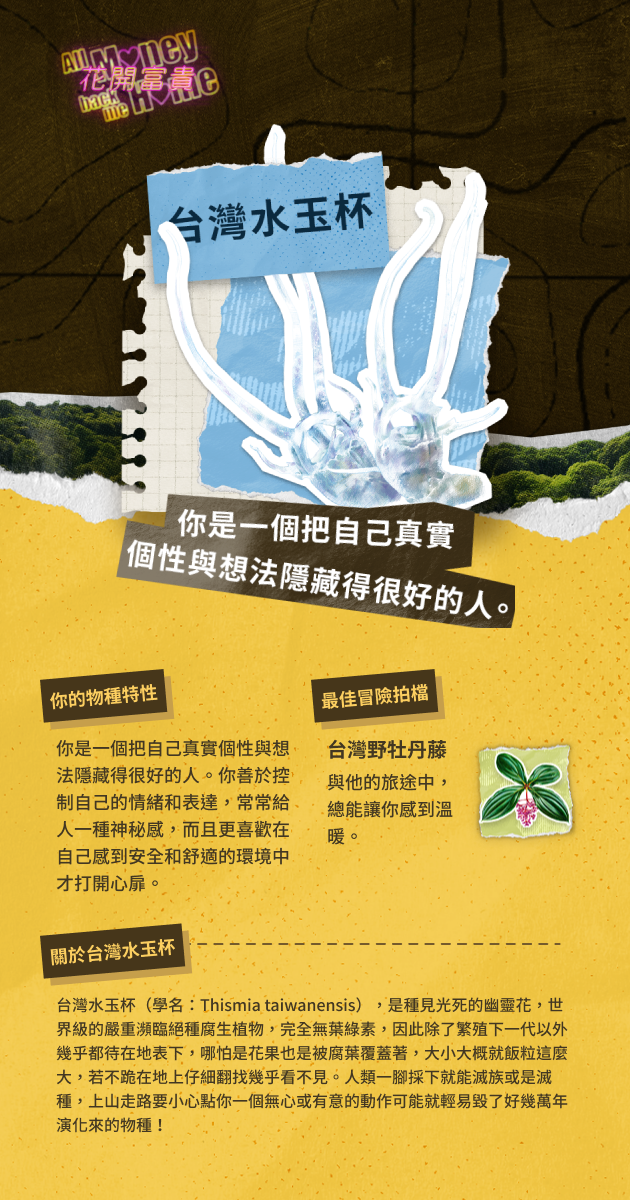 All Money
花開富貴
back me Home
台灣水玉杯
你是一個把自己真實
個性與想法隱藏得很好的人。
你的物種特性
你是一個把自己真實個性與想
法隱藏得很好的人。你善於控
制自己的情緒和表達，常常給
人一種神秘感，而且更喜歡在
自己感到安全和舒適的環境中
才打開心扉。
最佳冒險拍檔
台灣野牡丹藤
與他的旅途中，
總能讓你感到溫
暖。
關於台灣水玉杯
台灣水玉杯（學名：Thismia taiwanensis），是種見光死的幽靈花，世
界級的嚴重瀕臨絕種腐生植物，完全無葉綠素，因此除了繁殖下一代以外
幾乎都待在地表下，哪怕是花果也是被腐葉覆蓋著，大小大概就飯粒這麼
大，若不跪在地上仔細翻找幾乎看不見。人類一腳採下就能滅族或是滅
種，上山走路要小心點你一個無心或有意的動作可能就輕易毀了好幾萬年
演化來的物種！